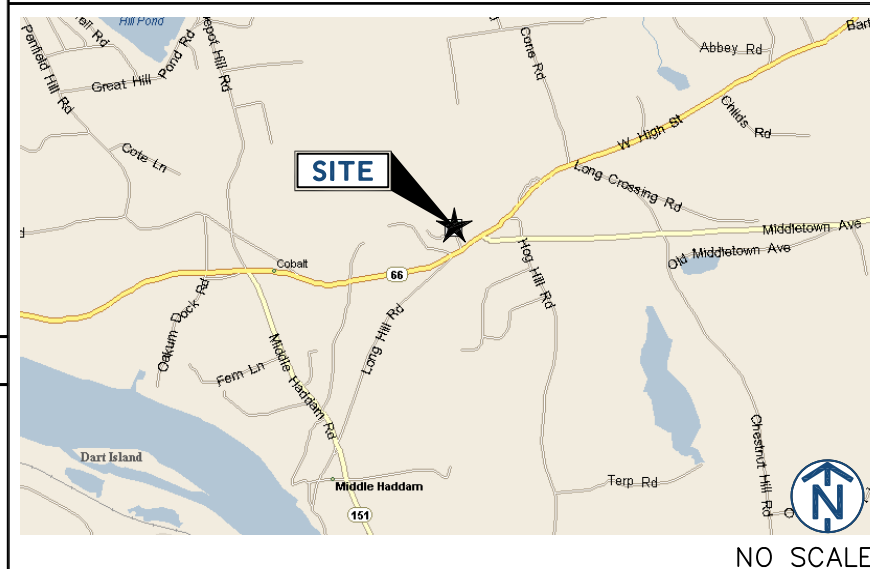 Hill Pond
Penfield Hill Rd
Great Hill Pond Rd
Cone Rd
Abbey Rd
Childs Rd
W High St
Cote Ln
SITE
Long Crossing Rd
Middletown Ave
Old Middletown Ave
Cobalt
66
Hog Hill Rd
Oakum Dock Rd
Long Hill Rd
Middle Haddam Rd
Fern Ln
Dart Island
Middle Haddam
151
Terp Rd
Chestnut Hill Rd
N
NO SCALE